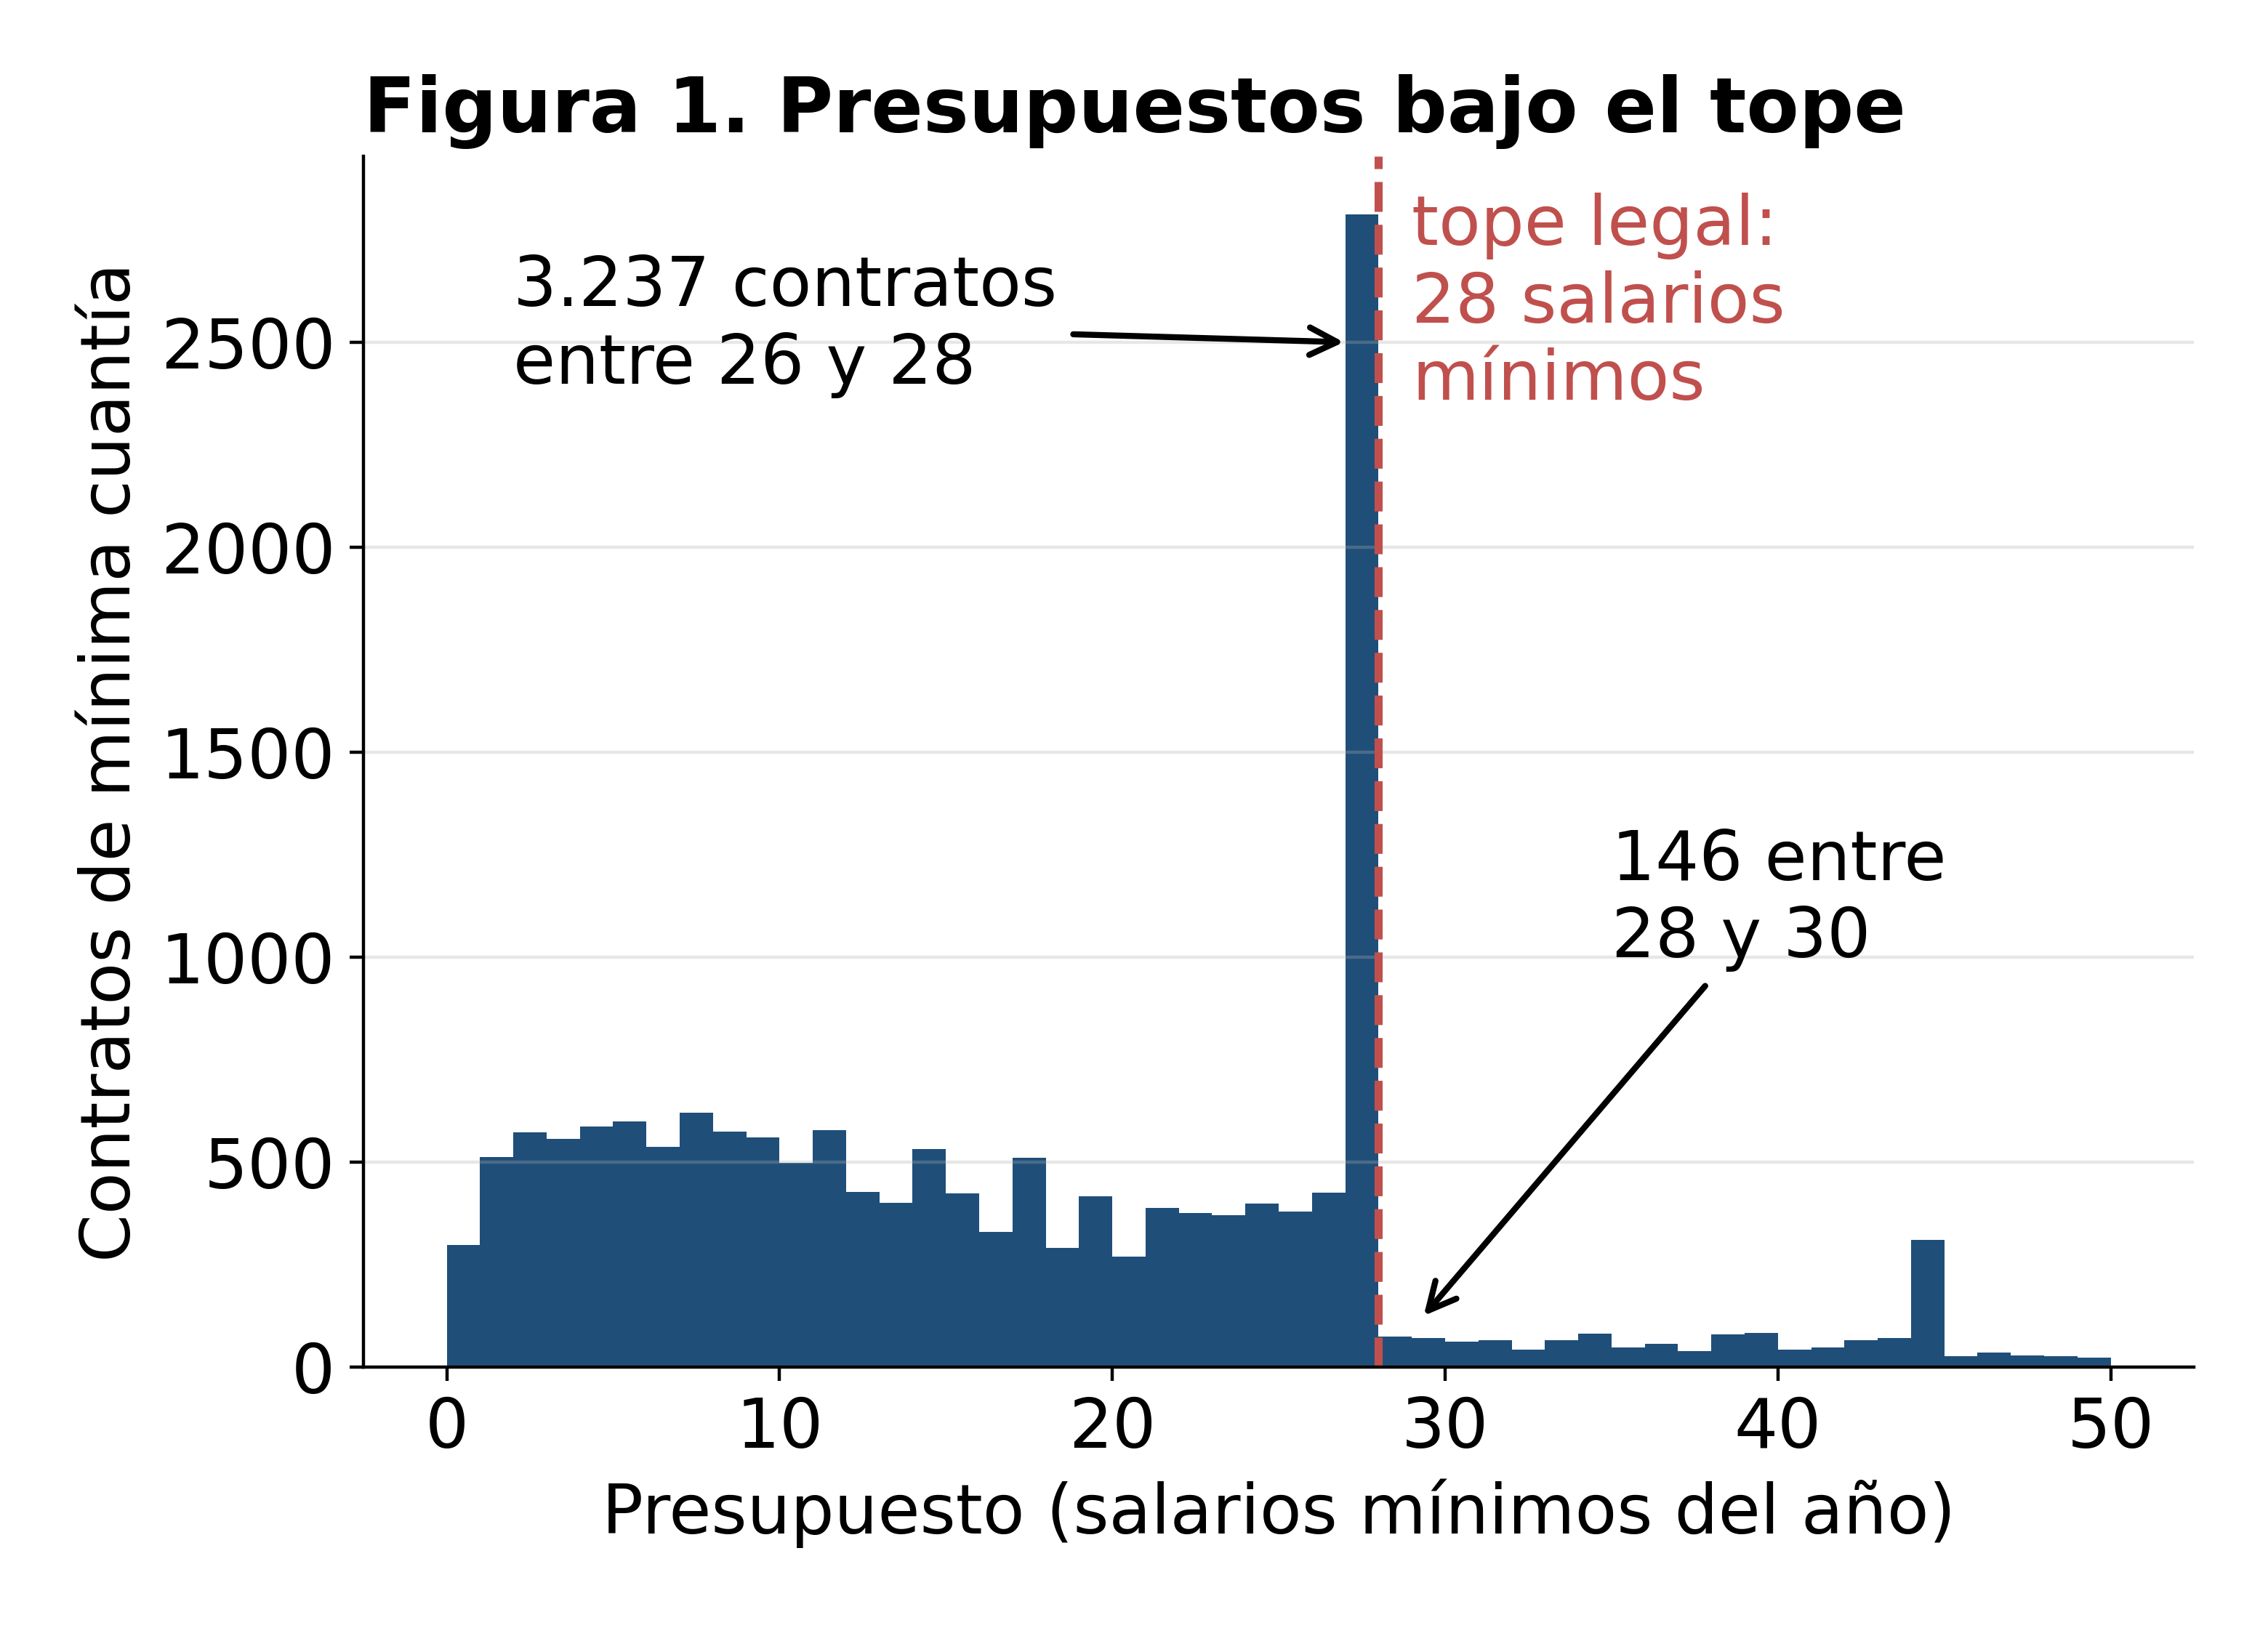 Figura 1. Presupuestos bajo el tope
Contratos de mínima cuantía
2500
2000
1500
1000
500
0
3.237 contratos
entre 26 y 28
tope legal:
28 salarios
mínimos
146 entre
28 y 30
0 10 20 30 40 50
Presupuesto (salarios mínimos del año)